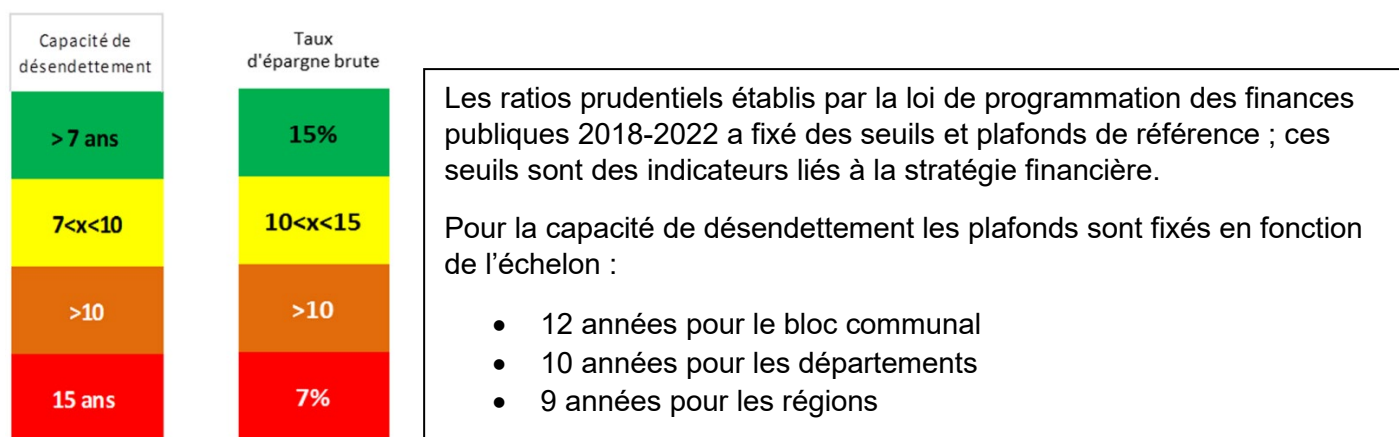 Capacité de
désendettement
> 7 ans
7<x<10
>10
15 ans
Taux
d'épargne brute
15%
10<x<15
>10
7%
Les ratios prudentiels établis par la loi de programmation des finances
publiques 2018-2022 a fixé des seuils et plafonds de référence ; ces
seuils sont des indicateurs liés à la stratégie financière.
Pour la capacité de désendettement les plafonds sont fixés en fonction
de l’échelon :
• 12 années pour le bloc communal
• 10 années pour les départements
• 9 années pour les régions